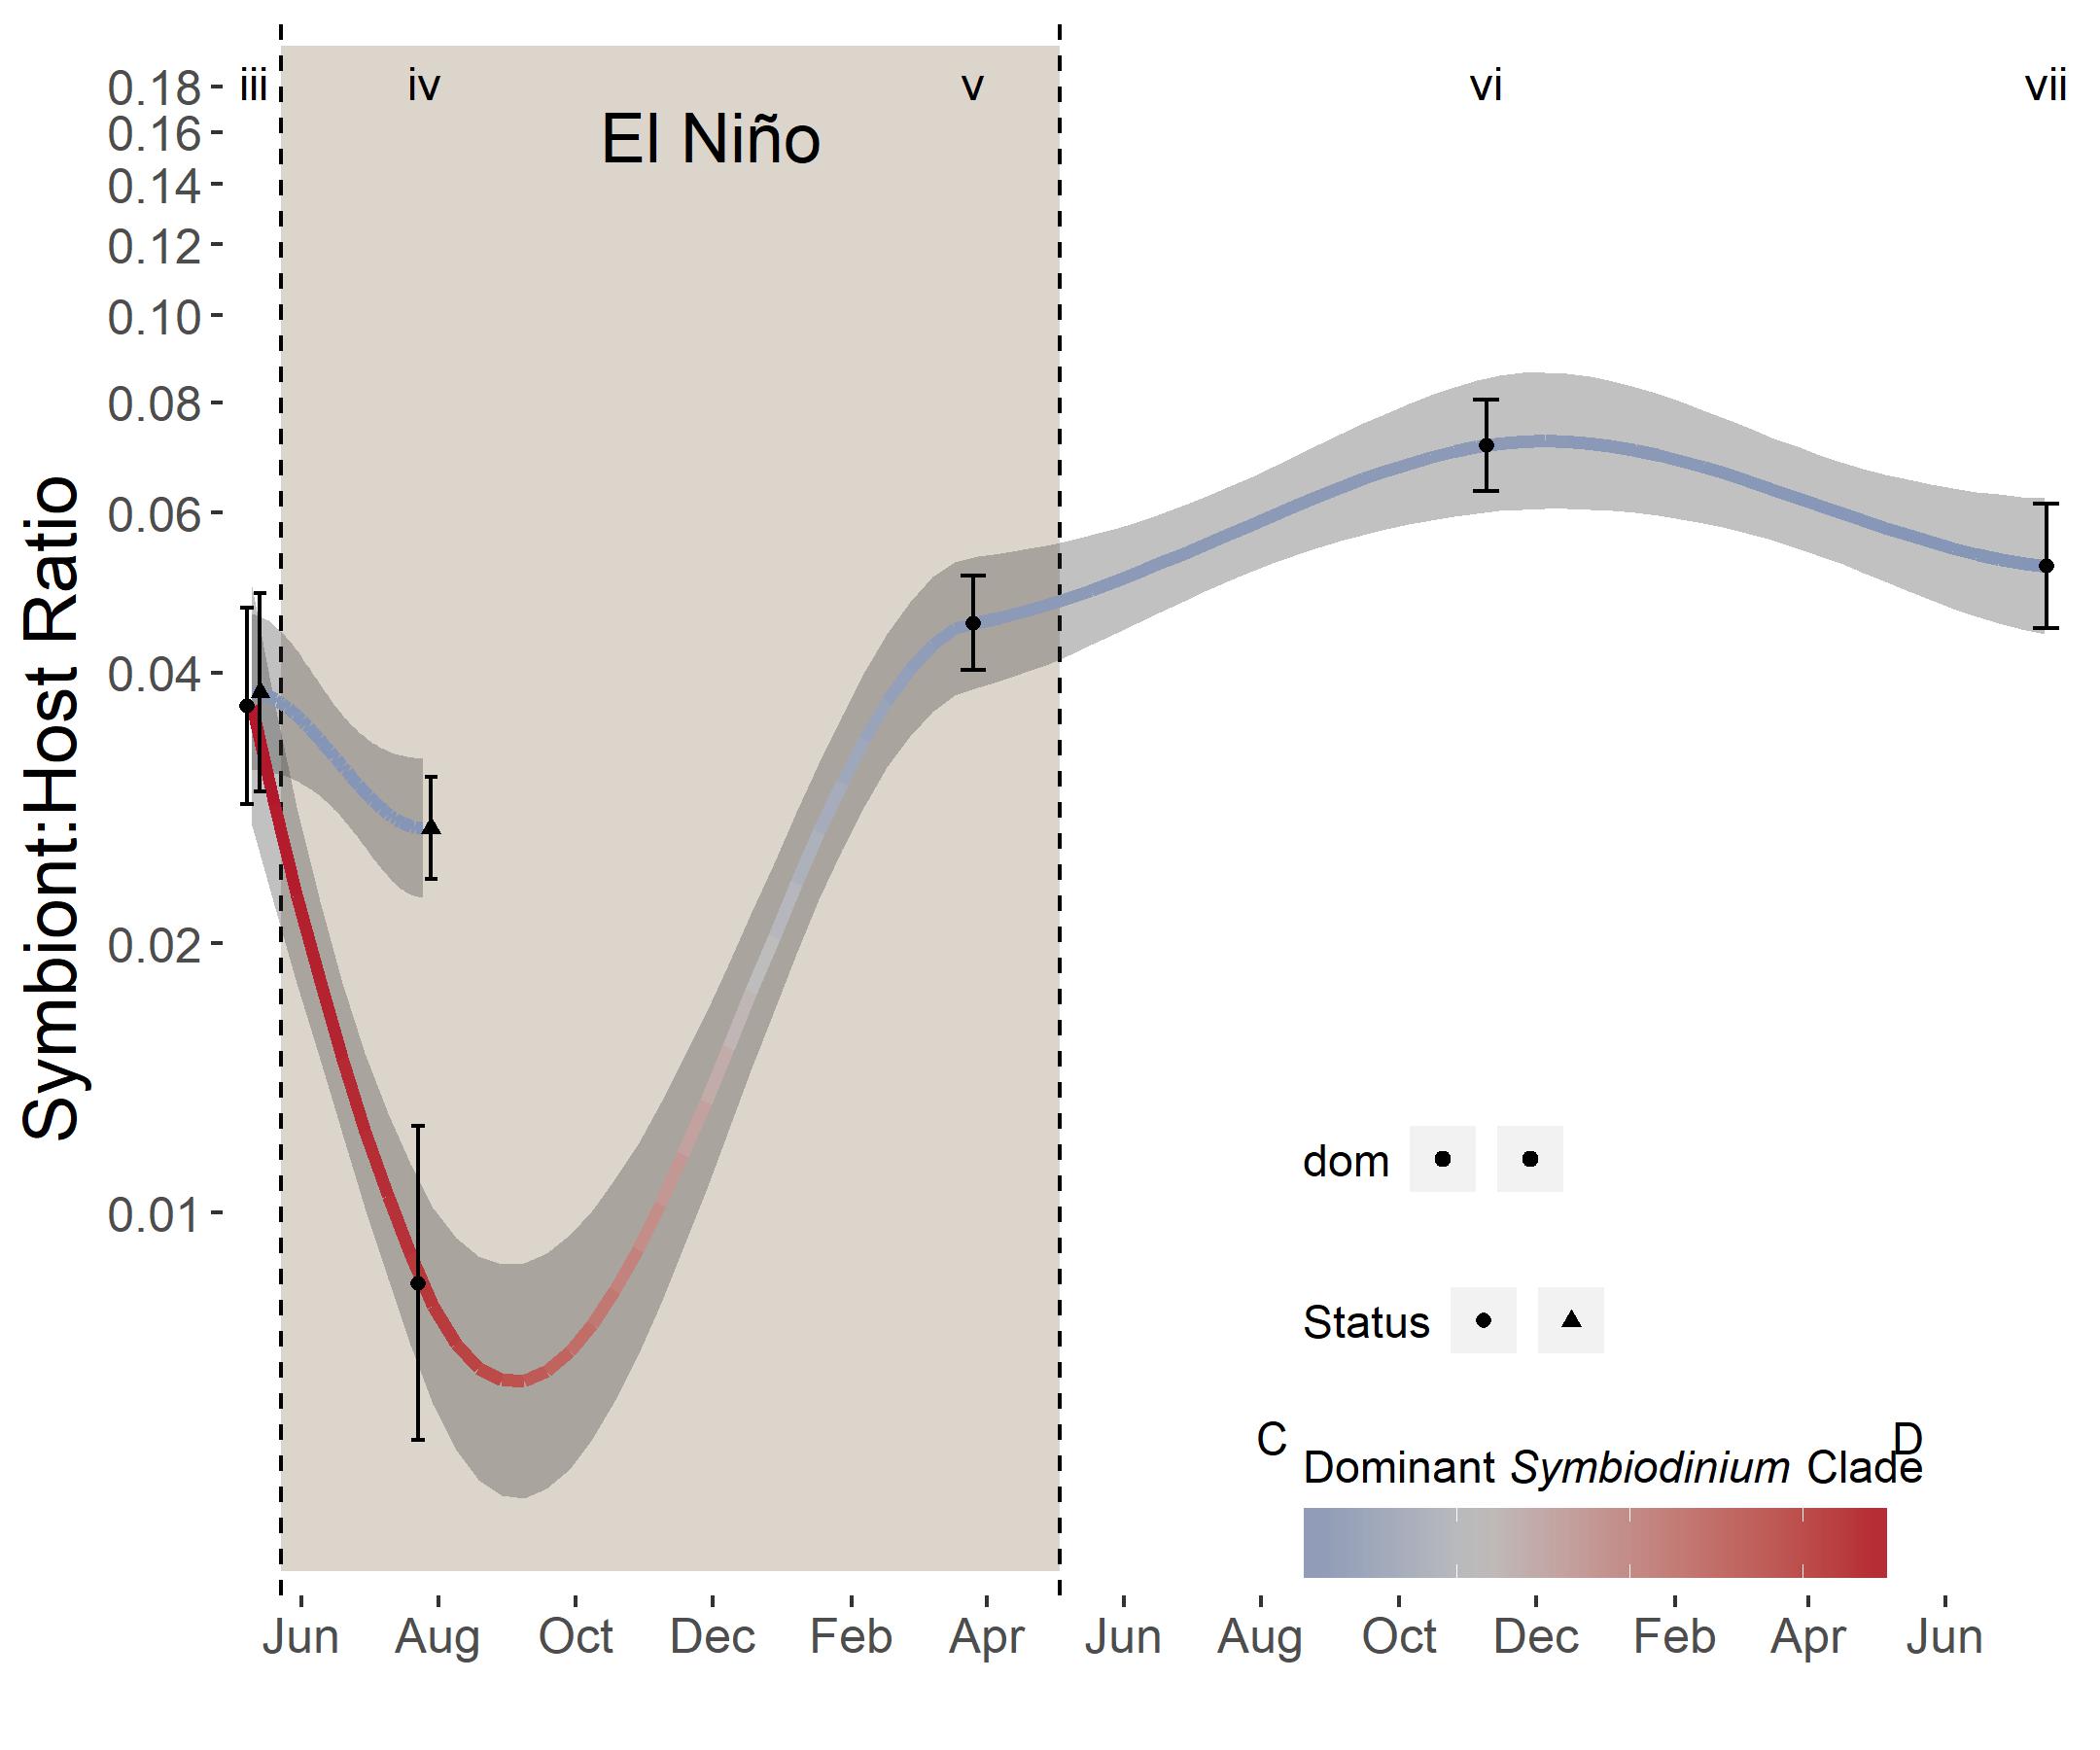 iii iv v vi vii
El Niño
0.18
0.16
0.14
0.12
0.10
0.08
0.06
0.04
0.02
0.01
Symbiont:Host Ratio
dom
Status
C D
Dominant Symbiodinium Clade
Jun Aug Oct Dec Feb Apr Jun Aug Oct Dec Feb Apr Jun